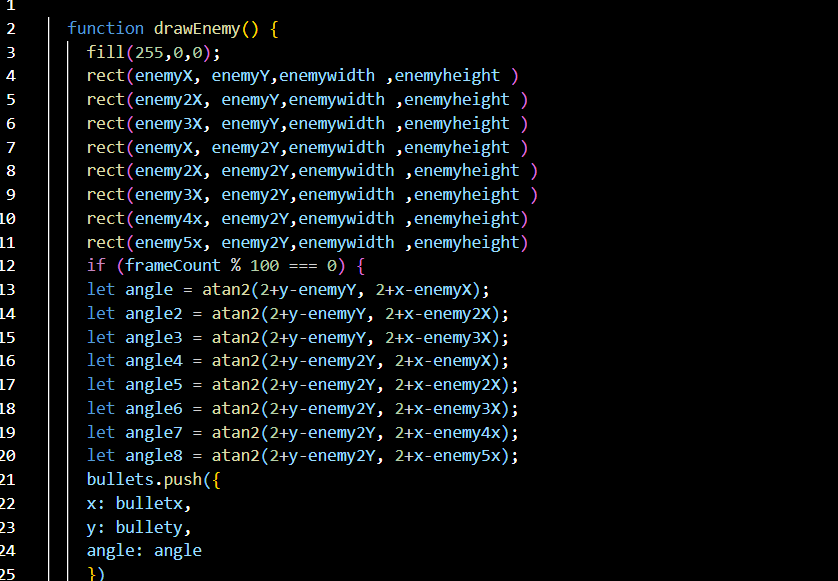 1
2 function drawEnemy() {
3 fill(255,0,0);
4 rect(enemyX, enemyY,enemywidth ,enemyheight )
5 rect(enemy2X, enemyY,enemywidth ,enemyheight )
6 rect(enemy3X, enemyY,enemywidth ,enemyheight )
7 rect(enemyX, enemy2Y,enemywidth ,enemyheight )
8 rect(enemy2X, enemy2Y,enemywidth ,enemyheight )
9 rect(enemy3X, enemy2Y,enemywidth ,enemyheight )
10 rect(enemy4x, enemy2Y,enemywidth ,enemyheight)
11 rect(enemy5x, enemy2Y,enemywidth ,enemyheight)
12 if (frameCount % 100 === 0) {
13 let angle = atan2(2+y-enemyY, 2+x-enemyX);
14 let angle2 = atan2(2+y-enemyY, 2+x-enemy2X);
15 let angle3 = atan2(2+y-enemyY, 2+x-enemy3X);
16 let angle4 = atan2(2+y-enemy2Y, 2+x-enemyX);
17 let angle5 = atan2(2+y-enemy2Y, 2+x-enemy2X);
18 let angle6 = atan2(2+y-enemy2Y, 2+x-enemy3X);
19 let angle7 = atan2(2+y-enemy2Y, 2+x-enemy4x);
20 let angle8 = atan2(2+y-enemy2Y, 2+x-enemy5x);
21 bullets.push({
22 x: bulletx,
23 y: bullety,
24 angle: angle
25 })